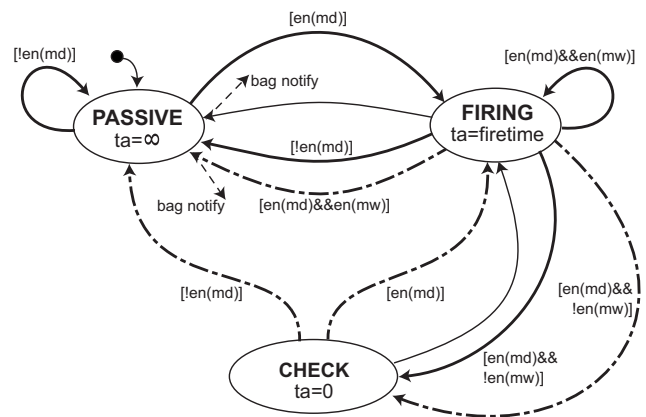 [en(md)]
[!en(md)]
[en(md)&&en(mw)]
bag notify
PASSIVE
ta=∞
FIRING
ta=firetime
[!en(md)]
bag notify
[en(md)&&en(mw)]
[!en(md)]
[en(md)]
[en(md)&&
!en(mw)]
[en(md)&&
!en(mw)]
CHECK
ta=0